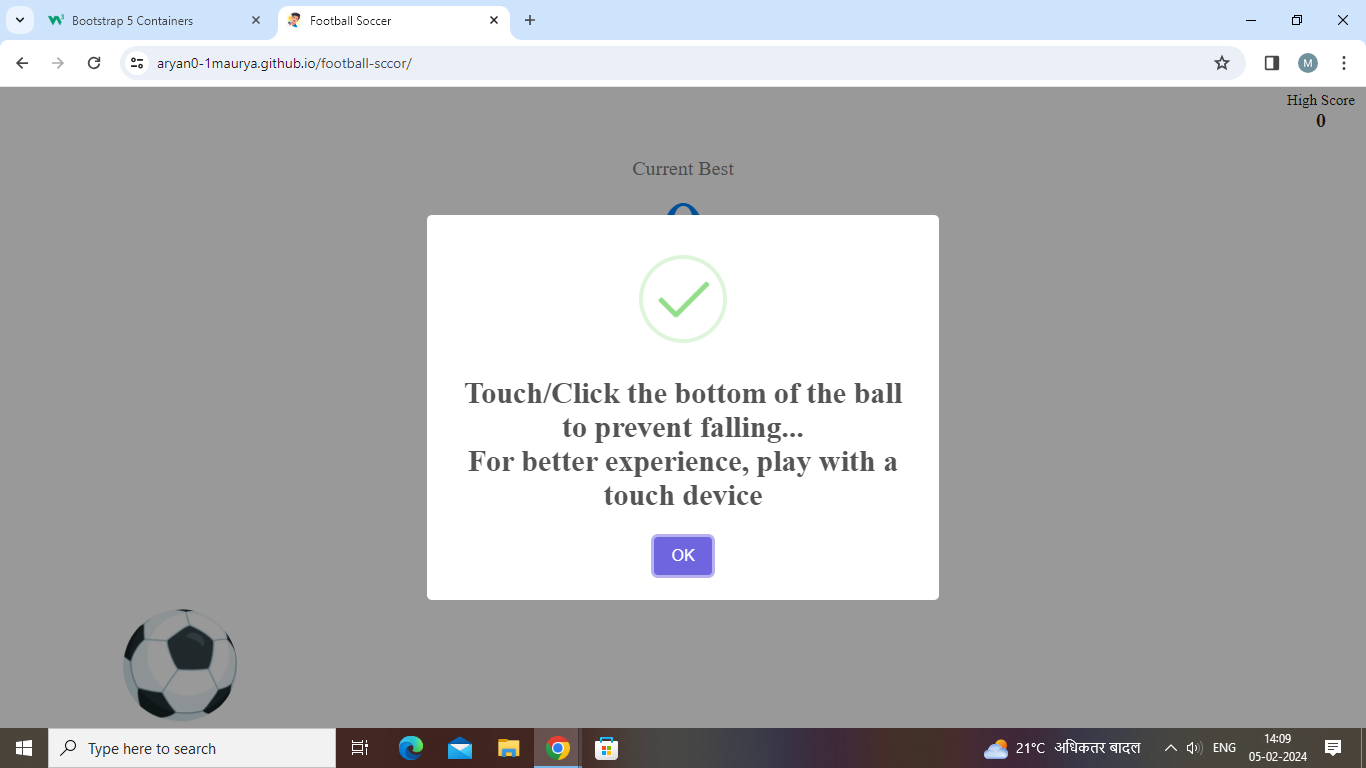 Bootstrap 5 Containers
Football Soccer
aryan0-1maurya.github.io/football-sccor/
M
High Score
0
Current Best
Touch/Click the bottom of the ball
to prevent falling...
For better experience, play with a
touch device
OK
Type here to search
21°C अधिकतर बादल
ENG
14:09
05-02-2024